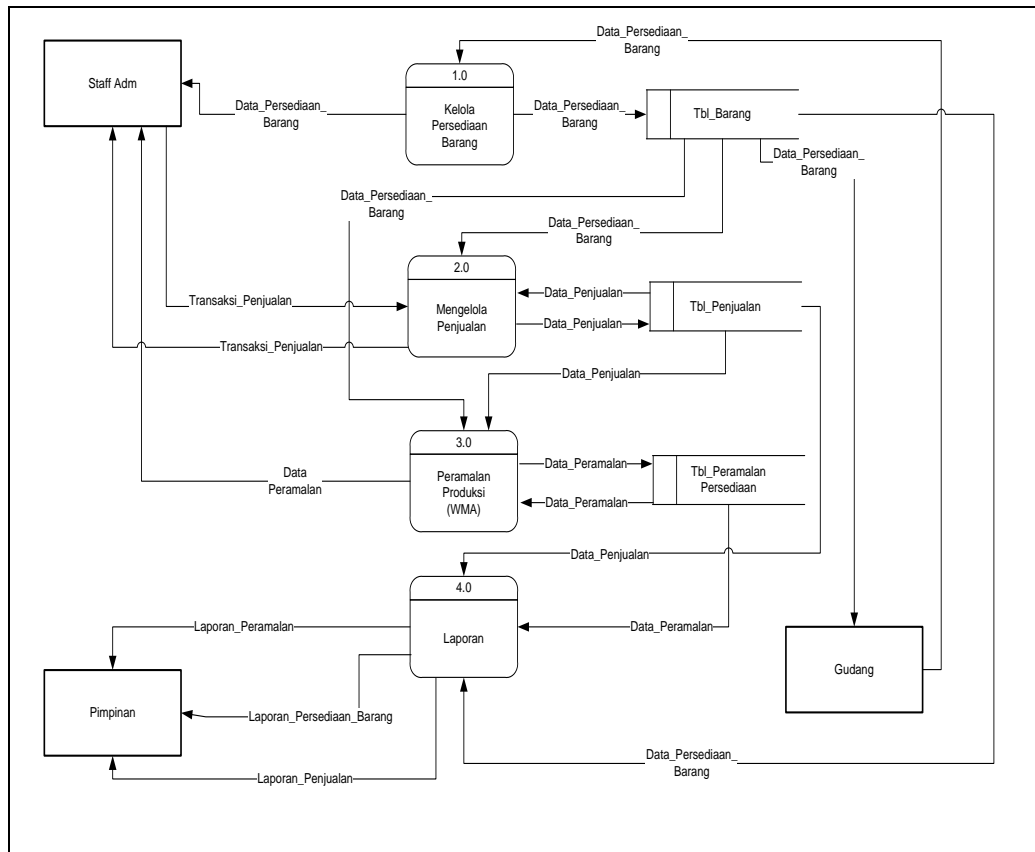 Data_Persediaan_
Barang
Staff Adm
1.0
Kelola
Persediaan
Barang
Data_Persediaan_
Barang
Data_Persediaan_
Barang
Tbl_Barang
Data_Persediaan_
Barang
Data_Persediaan_
Barang
Data_Persediaan_
Barang
2.0
Mengelola
Penjualan
Transaksi_Penjualan
Transaksi_Penjualan
Data_Penjualan
Data_Penjualan
Tbl_Penjualan
Data_Penjualan
3.0
Peramalan
Produksi
(WMA)
Data
Peramalan
Data_Peramalan
Data_Peramalan
Tbl_Peramalan
Persediaan
Data_Penjualan
4.0
Laporan
Laporan_Peramalan
Data_Peramalan
Gudang
Pimpinan
Laporan_Persediaan_Barang
Data_Persediaan_
Barang
Laporan_Penjualan